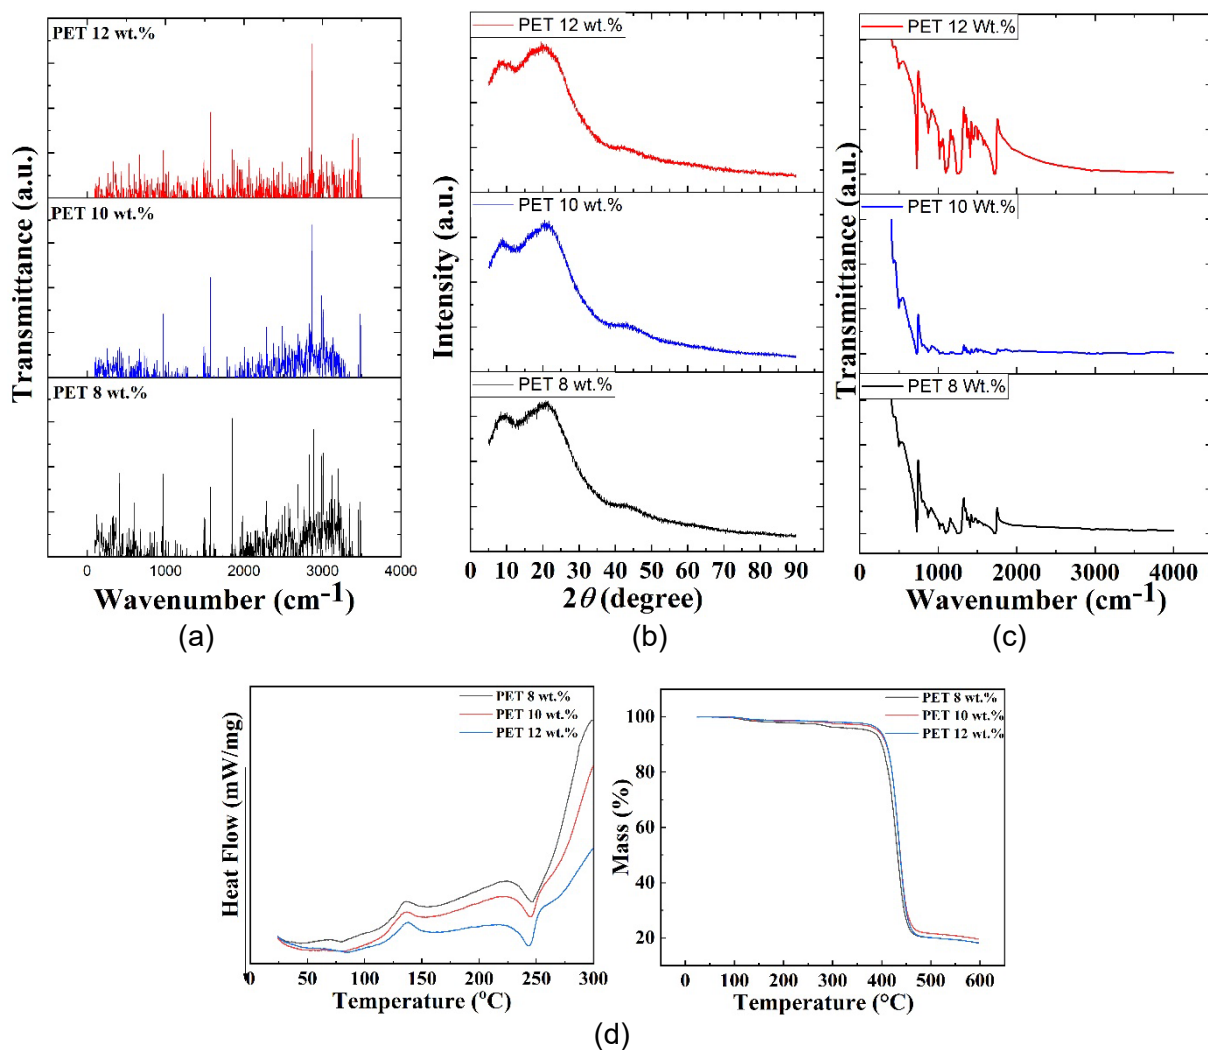 PET 12 wt.%
PET 10 wt.%
PET 8 wt.%
Transmittance (a.u.)
0 1000 2000 3000 4000
Wavenumber (cm-1)
(a)
PET 12 wt.%
PET 10 wt.%
PET 8 wt.%
Intensity (a.u.)
0 10 20 30 40 50 60 70 80 90
2θ (degree)
(b)
PET 12 Wt.%
PET 10 Wt.%
PET 8 Wt.%
Transmittance (a.u.)
1000 2000 3000 4000
Wavenumber (cm-1)
(c)
PET 8 wt.%
PET 10 wt.%
PET 12 wt.%
Heat Flow (mW/mg)
0 50 100 150 200 250 300
Temperature (°C)
PET 8 wt.%
PET 10 wt.%
PET 12 wt.%
100
80
60
40
20
Mass (%)
0 100 200 300 400 500 600
Temperature (°C)
(d)